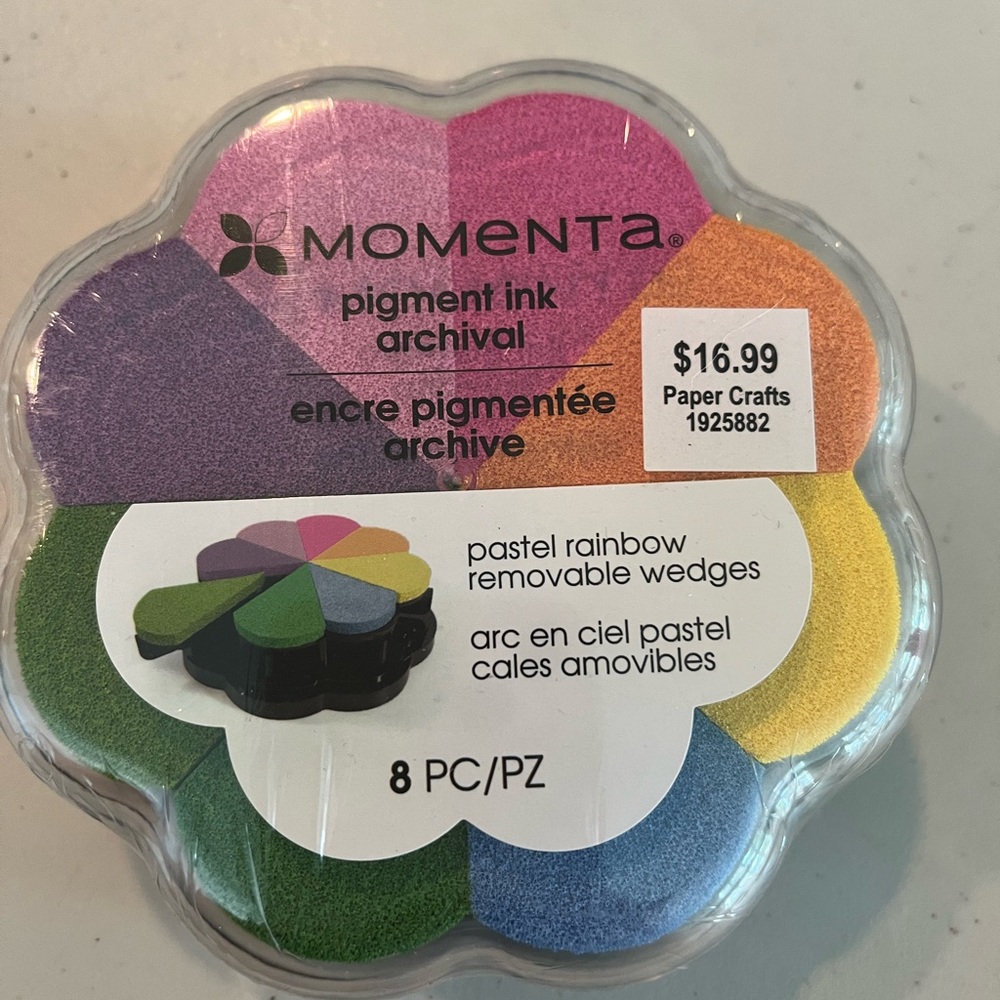 MOMENTA®
pigment ink
archival
encre pigmentée
archive
$16.99
Paper Crafts
1925882
pastel rainbow
removable wedges
arc en ciel pastel
cales amovibles
8 PC/PZ